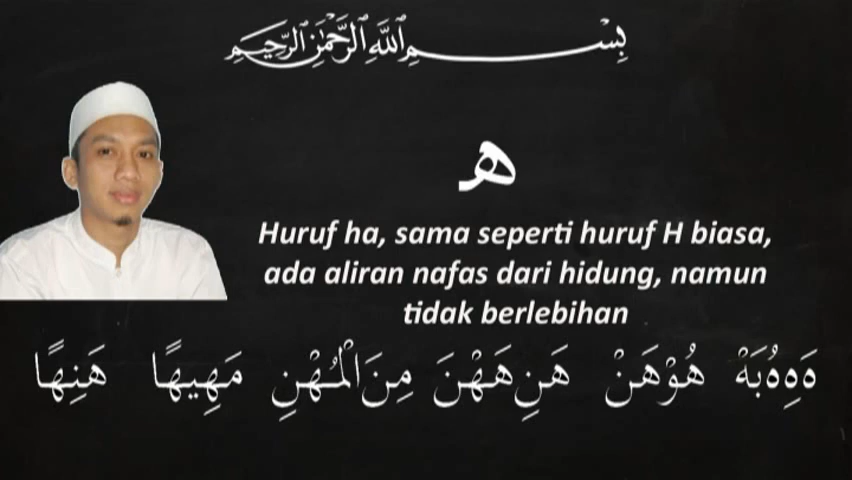 بِسْمِ اللَّهِ الرَّحْمَٰنِ الرَّحِيمِ
ه
Huruf ha, sama seperti huruf H biasa,
ada aliran nafas dari hidung, namun
tidak berlebihan
هَهِهُبَهْ هُوْهَنْ هَنِهَهْنَ مِنَ الْمُهْنِ مَهِيهًا هَنِهًا